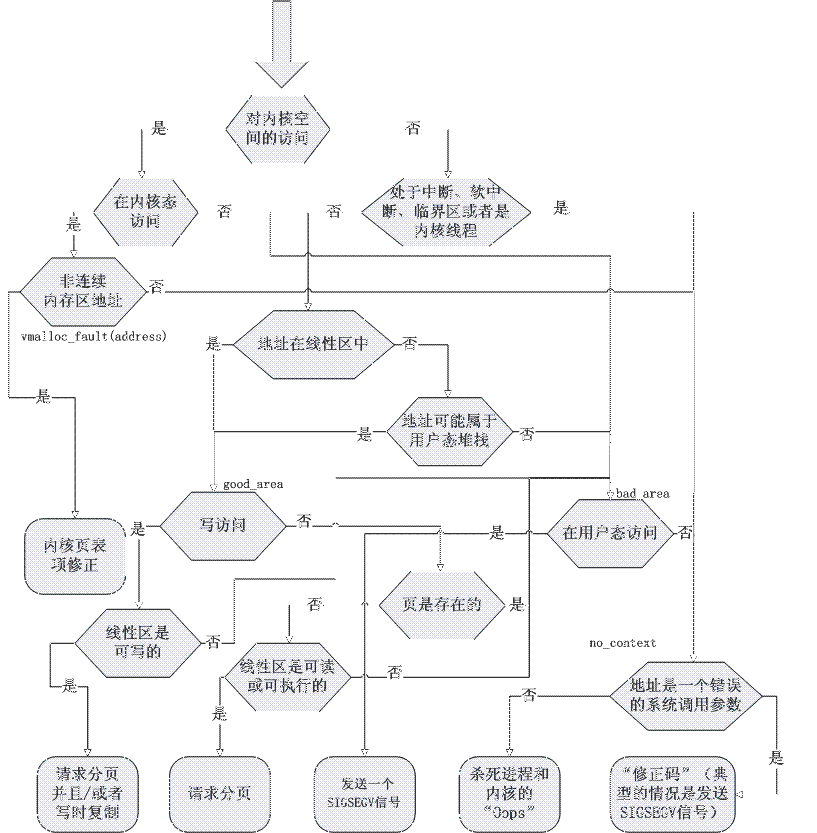 对内核空
间的访问
是
否
在内核态
访问
否
否
处于中断、软中
断、临界区或者是
内核线程
是
是
非连续
内存区地址
否
vmalloc_fault(address)
是
地址在线性区中
否
是
地址可能属于
用户态堆栈
是
否
good_area
bad_area
写访问
是
否
内核页表
项修正
在用户态访问
是
否
页是存在的
是
否
线性区是
可写的
否
线性区是可读
或可执行的
否
no_context
地址是一个错误
的系统调用参数
否
是
是
是
请求分页
并且/或者
写时复制
请求分页
发送一个
SIGSEGV信号
杀死进程和
内核的
“Oops”
“修正码”（典
型的情况是发送
SIGSEGV信号）